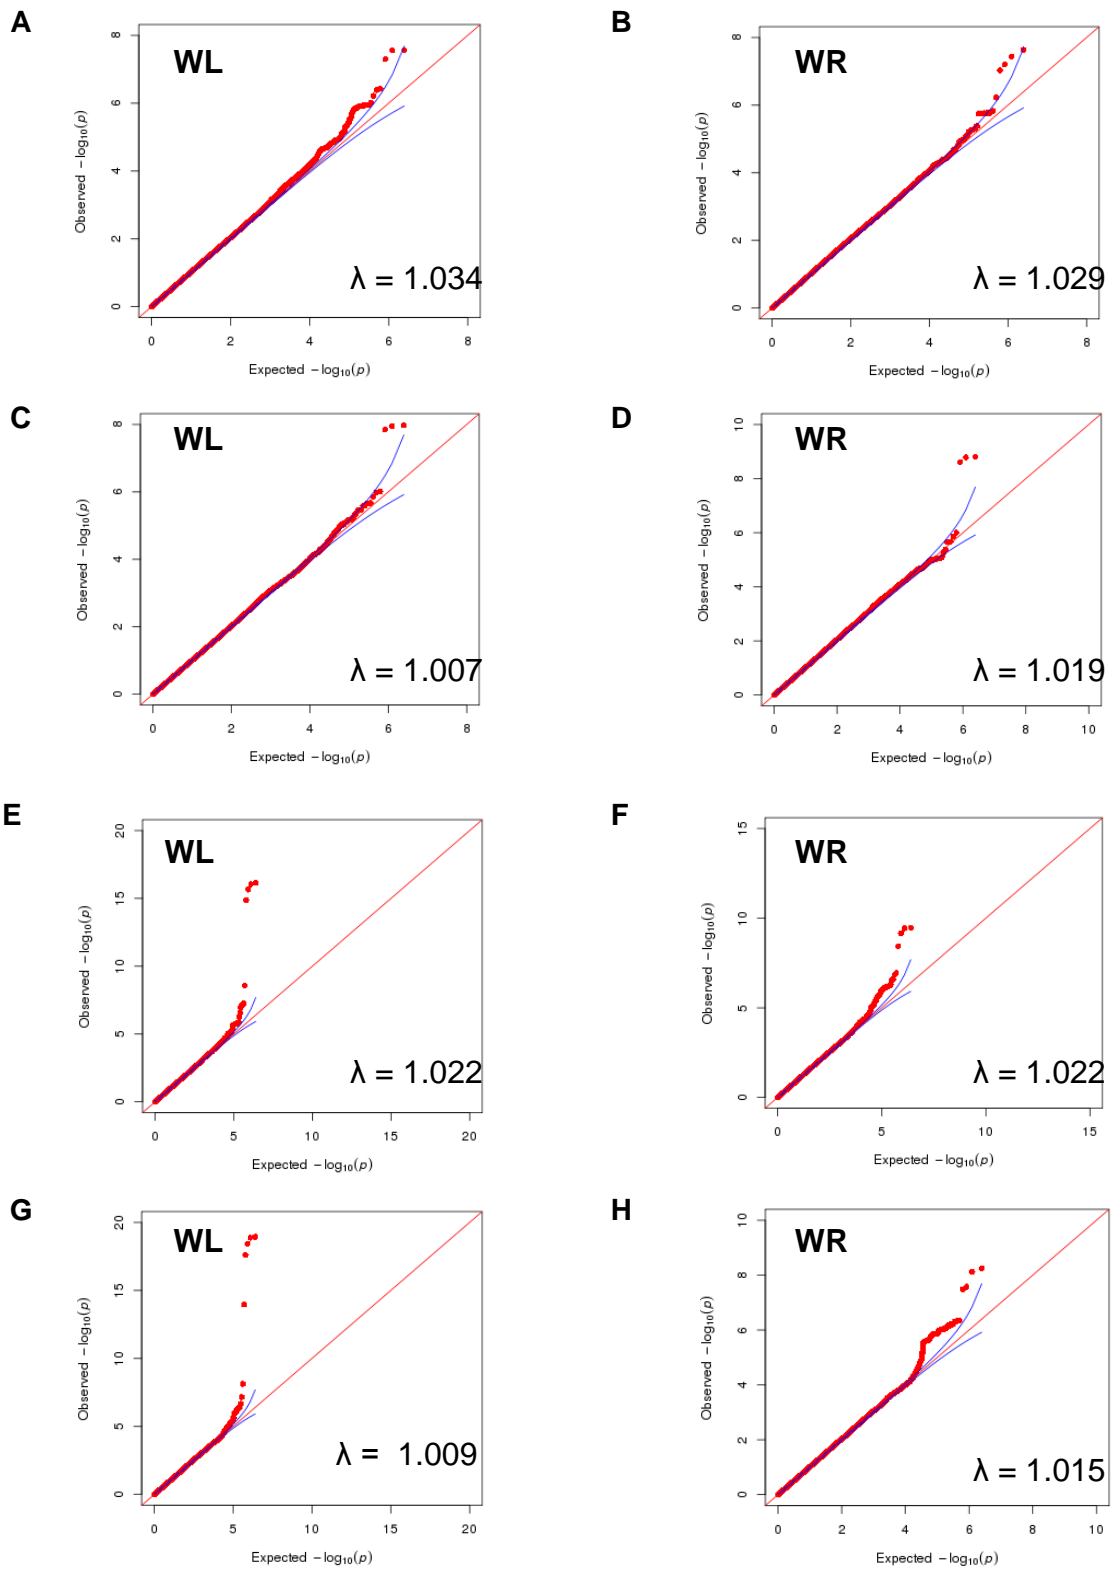 A
WL
8
6
4
2
0
Observed −log10(p)
λ = 1.034
0 2 4 6 8
Expected −log10(p)
B
WR
8
6
4
2
0
Observed −log10(p)
λ = 1.029
0 2 4 6 8
Expected −log10(p)
C
WL
8
6
4
2
0
Observed −log10(p)
λ = 1.007
0 2 4 6 8
Expected −log10(p)
D
WR
10
8
6
4
2
0
Observed −log10(p)
λ = 1.019
0 2 4 6 8 10
Expected −log10(p)
E
WL
20
15
10
5
0
Observed −log10(p)
λ = 1.022
0 5 10 15 20
Expected −log10(p)
F
WR
15
10
5
0
Observed −log10(p)
λ = 1.022
0 5 10 15
Expected −log10(p)
G
WL
20
15
10
5
0
Observed −log10(p)
λ = 1.009
0 5 10 15 20
Expected −log10(p)
H
WR
10
8
6
4
2
0
Observed −log10(p)
λ = 1.015
0 2 4 6 8 10
Expected −log10(p)